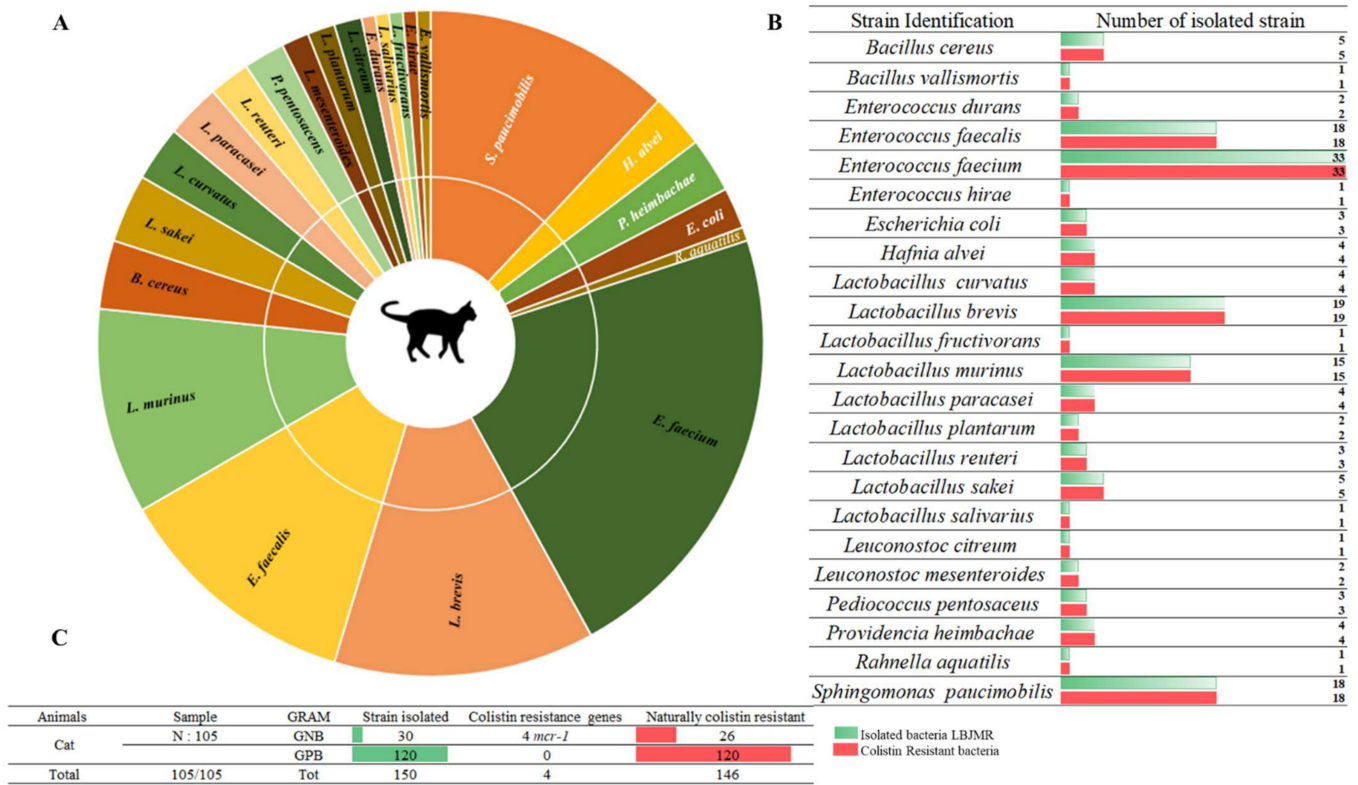 A
S. paucimobilis
H. alvei
P. heimbachae
E. coli
R. aquatilis
E. faecium
L. brevis
E. faecalis
L. murinus
B. cereus
L. sakei
L. curvatus
L. paracasei
L. reuteri
P. pentosacens
L. mesenteroides
L. plantarum
L. citreum
E. durans
L. salivarius
L. fructivorans
E. hirae
E. vallismortis
B
Strain Identification Number of isolated strain
Bacillus cereus 5
5
Bacillus vallismortis 1
1
Enterococcus durans 2
2
Enterococcus faecalis 18
18
Enterococcus faecium 33
33
Enterococcus hirae 1
1
Escherichia coli 3
3
Hafnia alvei 4
4
Lactobacillus curvatus 4
4
Lactobacillus brevis 19
19
Lactobacillus fructivorans 1
1
Lactobacillus murinus 15
15
Lactobacillus paracasei 4
4
Lactobacillus plantarum 2
2
Lactobacillus reuteri 3
3
Lactobacillus sakei 5
5
Lactobacillus salivarius 1
1
Leuconostoc citreum 1
1
Leuconostoc mesenteroides 2
2
Pediococcus pentosaceus 3
3
Providencia heimbachae 4
4
Rahnella aquatilis 1
1
Sphingomonas paucimobilis 18
18
Isolated bacteria LBJMR
Colistin Resistant bacteria
C
Animals Sample GRAM Strain isolated Colistin resistance genes Naturally colistin resistant
Cat N : 105 GNB 30 4 mcr-1 26
GPB 120 0 120
Total 105/105 Tot 150 4 146